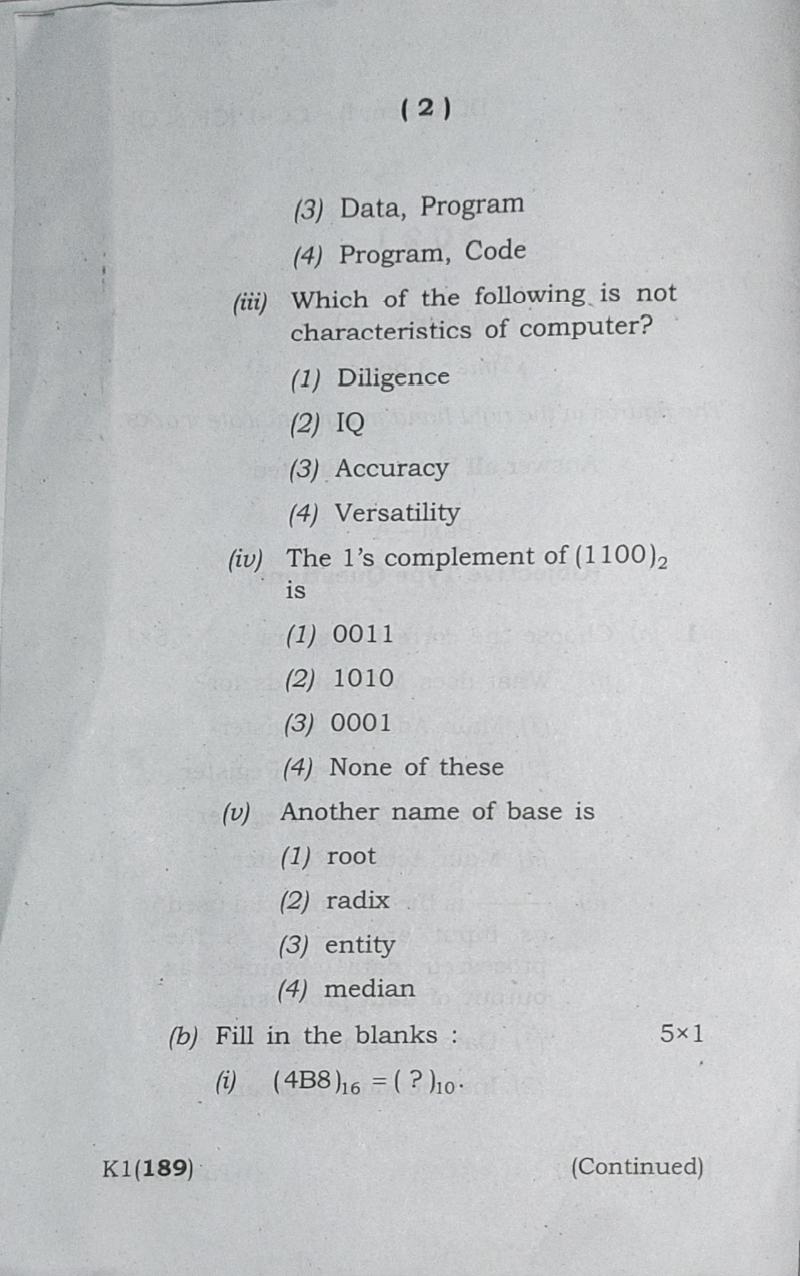 ( 2 )
(3) Data, Program
(4) Program, Code
(iii) Which of the following is not
characteristics of computer?
(1) Diligence
(2) IQ
(3) Accuracy
(4) Versatility
(iv) The 1's complement of (1100)₂
is
(1) 0011
(2) 1010
(3) 0001
(4) None of these
(v) Another name of base is
(1) root
(2) radix
(3) entity
(4) median
(b) Fill in the blanks : 5×1
(i) (4B8)₁₆ = ( ? )₁₀.
K1(189) (Continued)